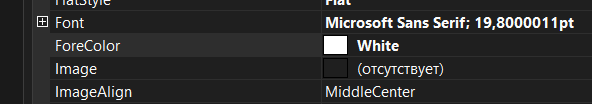 FlatStyle Flat
Font Microsoft Sans Serif; 19,8000011pt
ForeColor White
Image (отсутствует)
ImageAlign MiddleCenter